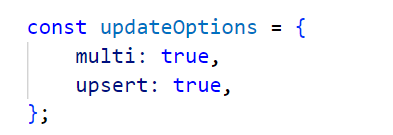 const updateOptions = {
    multi: true,
    upsert: true,
};